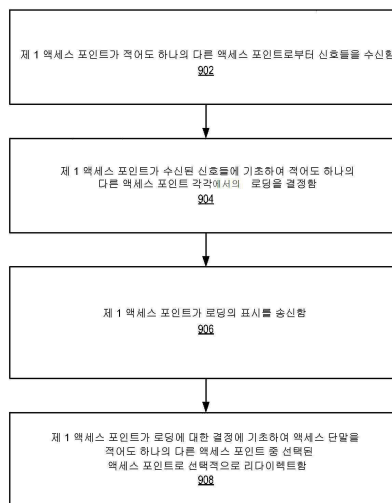 제 1 액세스 포인트가 적어도 하나의 다른 액세스 포인트로부터 신호들을 수신함
902
제 1 액세스 포인트가 수신된 신호들에 기초하여 적어도 하나의
다른 액세스 포인트 각각에서의 로딩을 결정함
904
제 1 액세스 포인트가 로딩의 표시를 송신함
906
제 1 액세스 포인트가 로딩에 대한 결정에 기초하여 액세스 단말을
적어도 하나의 다른 액세스 포인트 중 선택된
액세스 포인트로 선택적으로 리다이렉트함
908